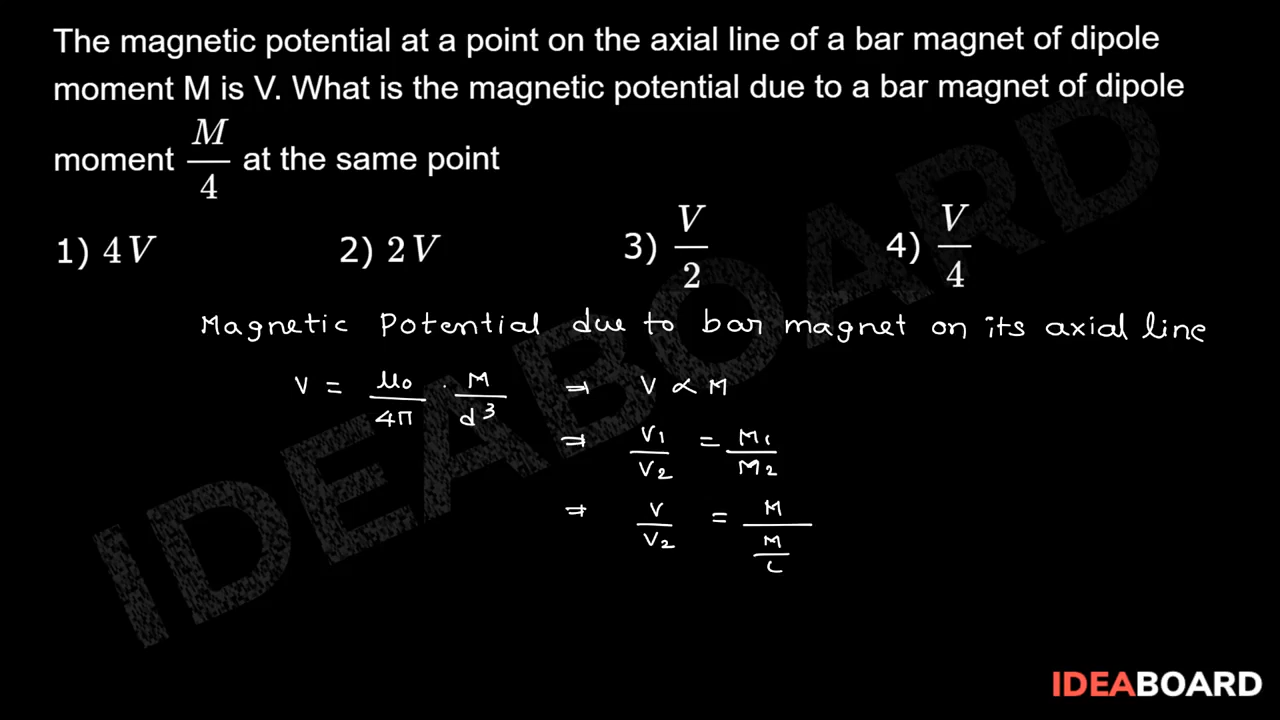 The magnetic potential at a point on the axial line of a bar magnet of dipole
moment M is V. What is the magnetic potential due to a bar magnet of dipole
moment M/4 at the same point
1) 4V 2) 2V 3) V/2 4) V/4
Magnetic Potential due to bar magnet on its axial line
V = μ0/4π · M/d³ ⇒ V ∝ M
⇒ V1/V2 = M1/M2
⇒ V/V2 = M/(M/
IDEABOARD
IDEABOARD